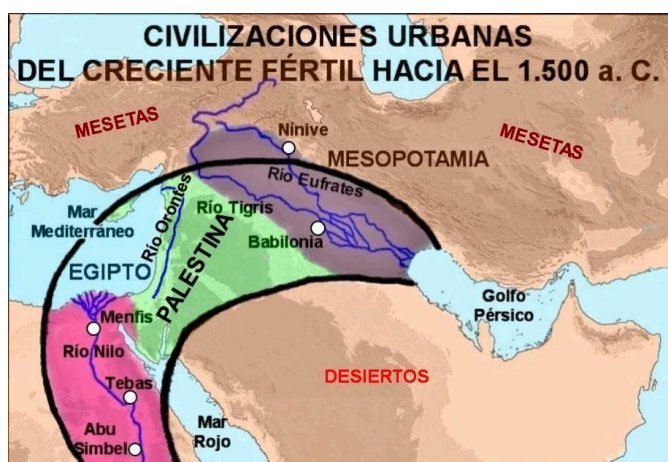 CIVILIZACIONES URBANAS
DEL CRECIENTE FÉRTIL HACIA EL 1.500 a. C.
MESETAS
Nínive
MESETAS
MESOPOTAMIA
Río Eufrates
Río Orontes
Río Tigris
Mar
Mediterráneo
Babilonia
PALESTINA
EGIPTO
Golfo
Pérsico
Menfis
Río Nilo
DESIERTOS
Tebas
Mar
Rojo
Abu
Simbel